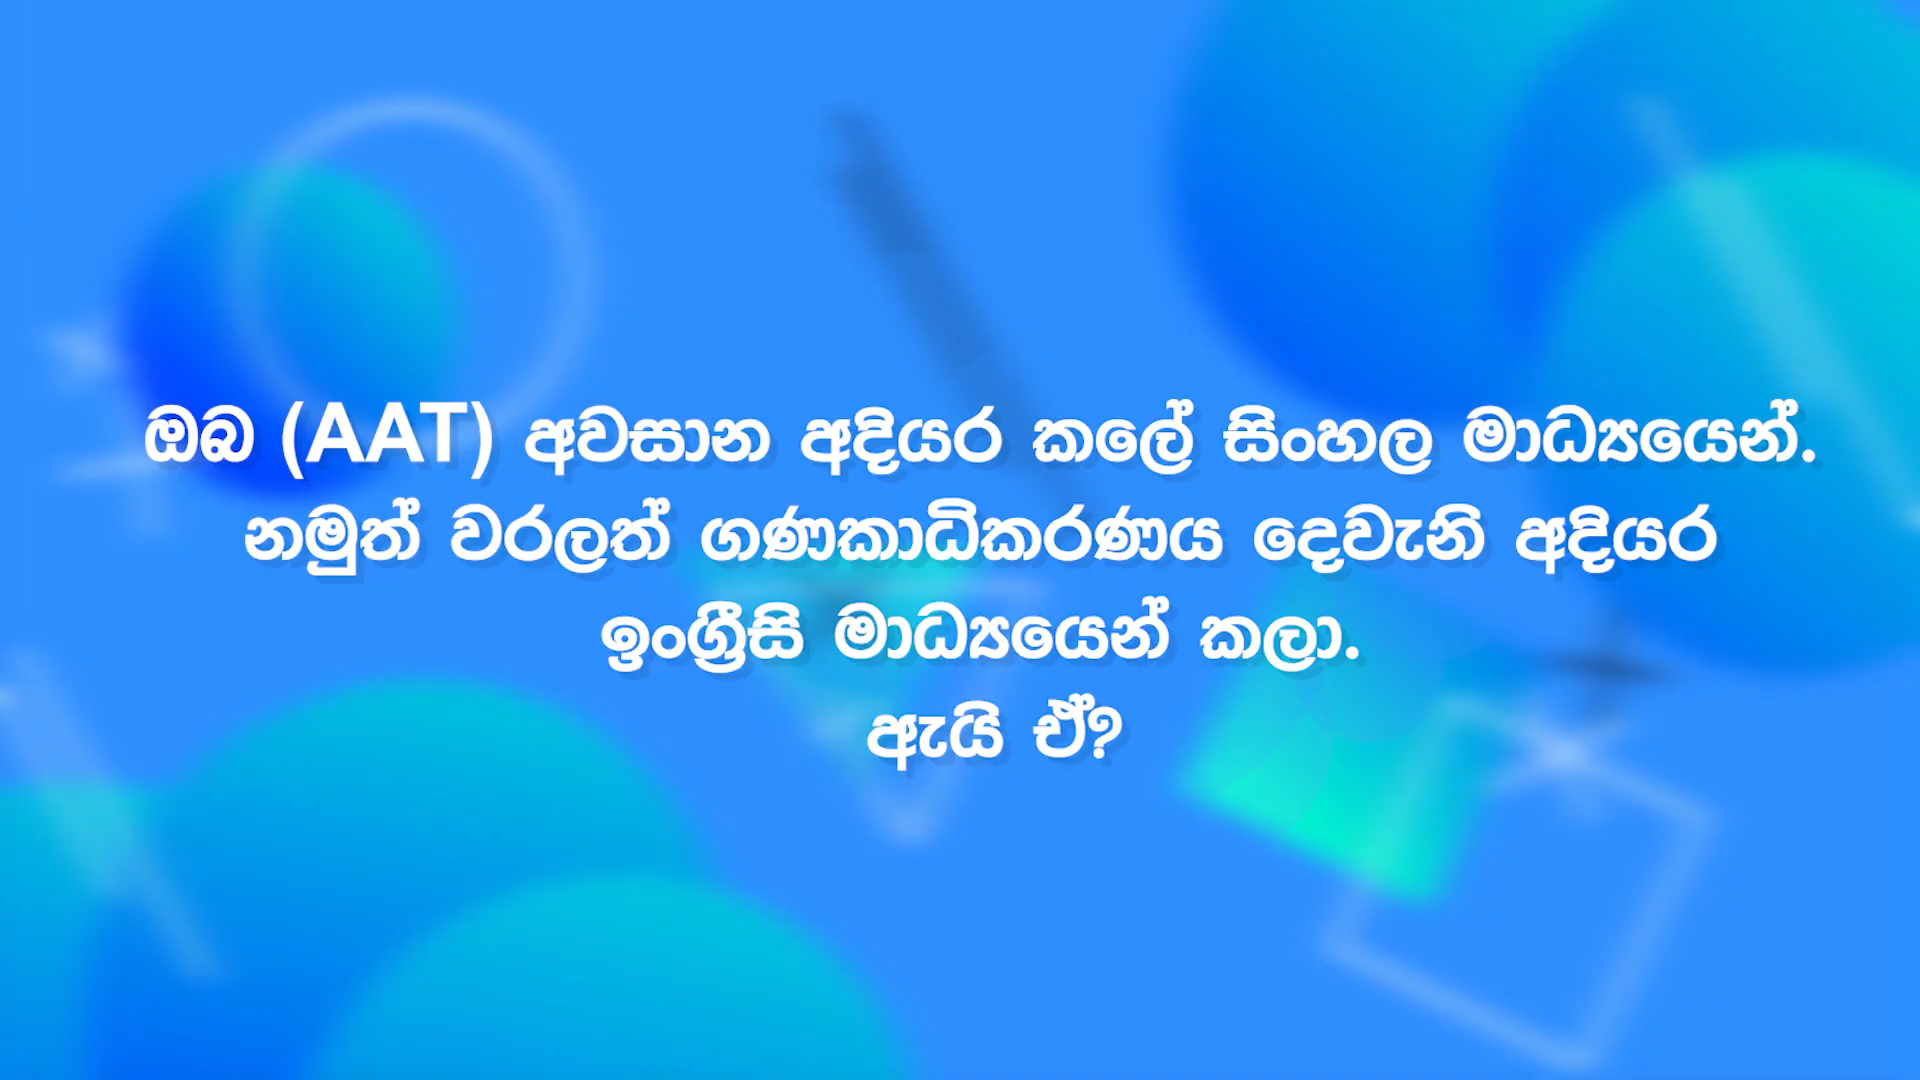 ඔබ (AAT) අවසාන අදියර කලේ සිංහල මාධ්‍යයෙන්.
නමුත් වරලත් ගණකාධිකරණය දෙවැනි අදියර
ඉංග්‍රීසි මාධ්‍යයෙන් කලා.
ඇයි ඒ?